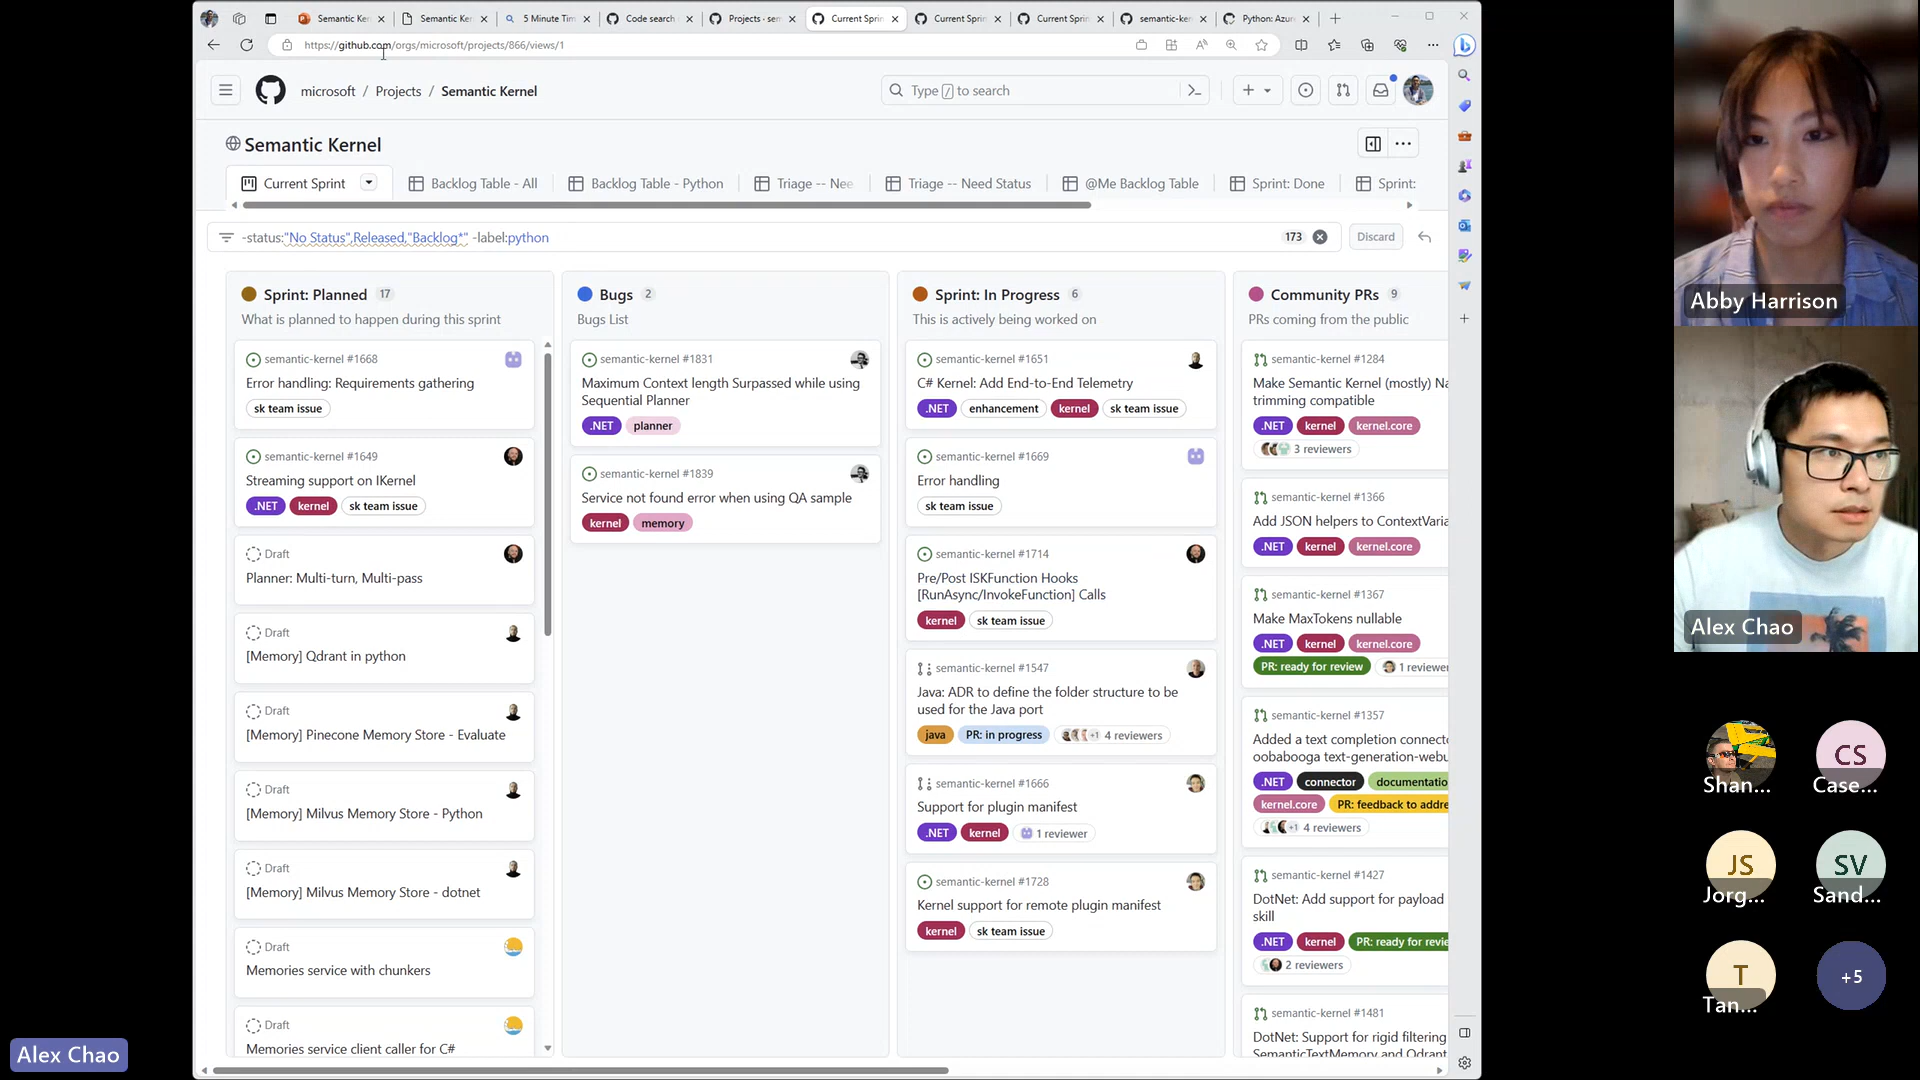 Semantic Ker
Semantic Ker
5 Minute Tim
Code search
Projects · sem
Current Sprin
Current Sprin
Current Sprin
semantic-ker
Python: Azur
https://github.com/orgs/microsoft/projects/866/views/1
microsoft / Projects / Semantic Kernel
Type / to search
Semantic Kernel
Current Sprint
Backlog Table - All
Backlog Table - Python
Triage -- Nee
Triage -- Need Status
@Me Backlog Table
Sprint: Done
Sprint:
-status:"No Status",Released,"Backlog*" -label:python
173
Discard
Sprint: Planned 17
What is planned to happen during this sprint
semantic-kernel #1668
Error handling: Requirements gathering
sk team issue
semantic-kernel #1649
Streaming support on IKernel
.NET kernel sk team issue
Draft
Planner: Multi-turn, Multi-pass
Draft
[Memory] Qdrant in python
Draft
[Memory] Pinecone Memory Store - Evaluate
Draft
[Memory] Milvus Memory Store - Python
Draft
[Memory] Milvus Memory Store - dotnet
Draft
Memories service with chunkers
Draft
Memories service client caller for C#
Bugs 2
Bugs List
semantic-kernel #1831
Maximum Context length Surpassed while using
Sequential Planner
.NET planner
semantic-kernel #1839
Service not found error when using QA sample
kernel memory
Sprint: In Progress 6
This is actively being worked on
semantic-kernel #1651
C# Kernel: Add End-to-End Telemetry
.NET enhancement kernel sk team issue
semantic-kernel #1669
Error handling
sk team issue
semantic-kernel #1714
Pre/Post ISKFunction Hooks
[RunAsync/InvokeFunction] Calls
kernel sk team issue
semantic-kernel #1547
Java: ADR to define the folder structure to be
used for the Java port
java PR: in progress +1 4 reviewers
semantic-kernel #1666
Support for plugin manifest
.NET kernel 1 reviewer
semantic-kernel #1728
Kernel support for remote plugin manifest
kernel sk team issue
Community PRs 9
PRs coming from the public
semantic-kernel #1284
Make Semantic Kernel (mostly) Na
trimming compatible
.NET kernel kernel.core
3 reviewers
semantic-kernel #1366
Add JSON helpers to ContextVaria
.NET kernel kernel.core
semantic-kernel #1367
Make MaxTokens nullable
.NET kernel kernel.core
PR: ready for review 1 reviewer
semantic-kernel #1357
Added a text completion connecto
oobabooga text-generation-webu
.NET connector documentatio
kernel.core PR: feedback to addre
+1 4 reviewers
semantic-kernel #1427
DotNet: Add support for payload
skill
.NET kernel PR: ready for revie
2 reviewers
semantic-kernel #1481
DotNet: Support for rigid filtering
SemanticTextMemory and Qdrant
Abby Harrison
Alex Chao
Shan...
CS
Case...
JS
Jorg...
SV
Sand...
T
Tan...
+5
Alex Chao